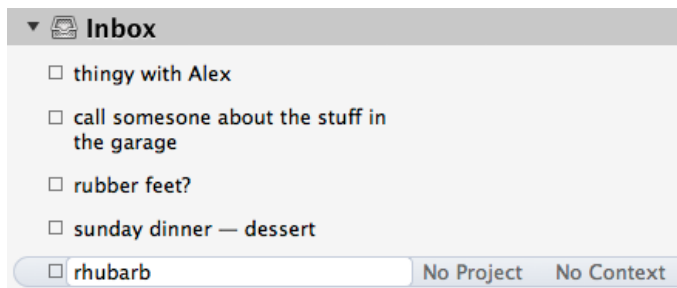 Inbox
thingy with Alex
call somesone about the stuff in
the garage
rubber feet?
sunday dinner — dessert
rhubarb No Project No Context